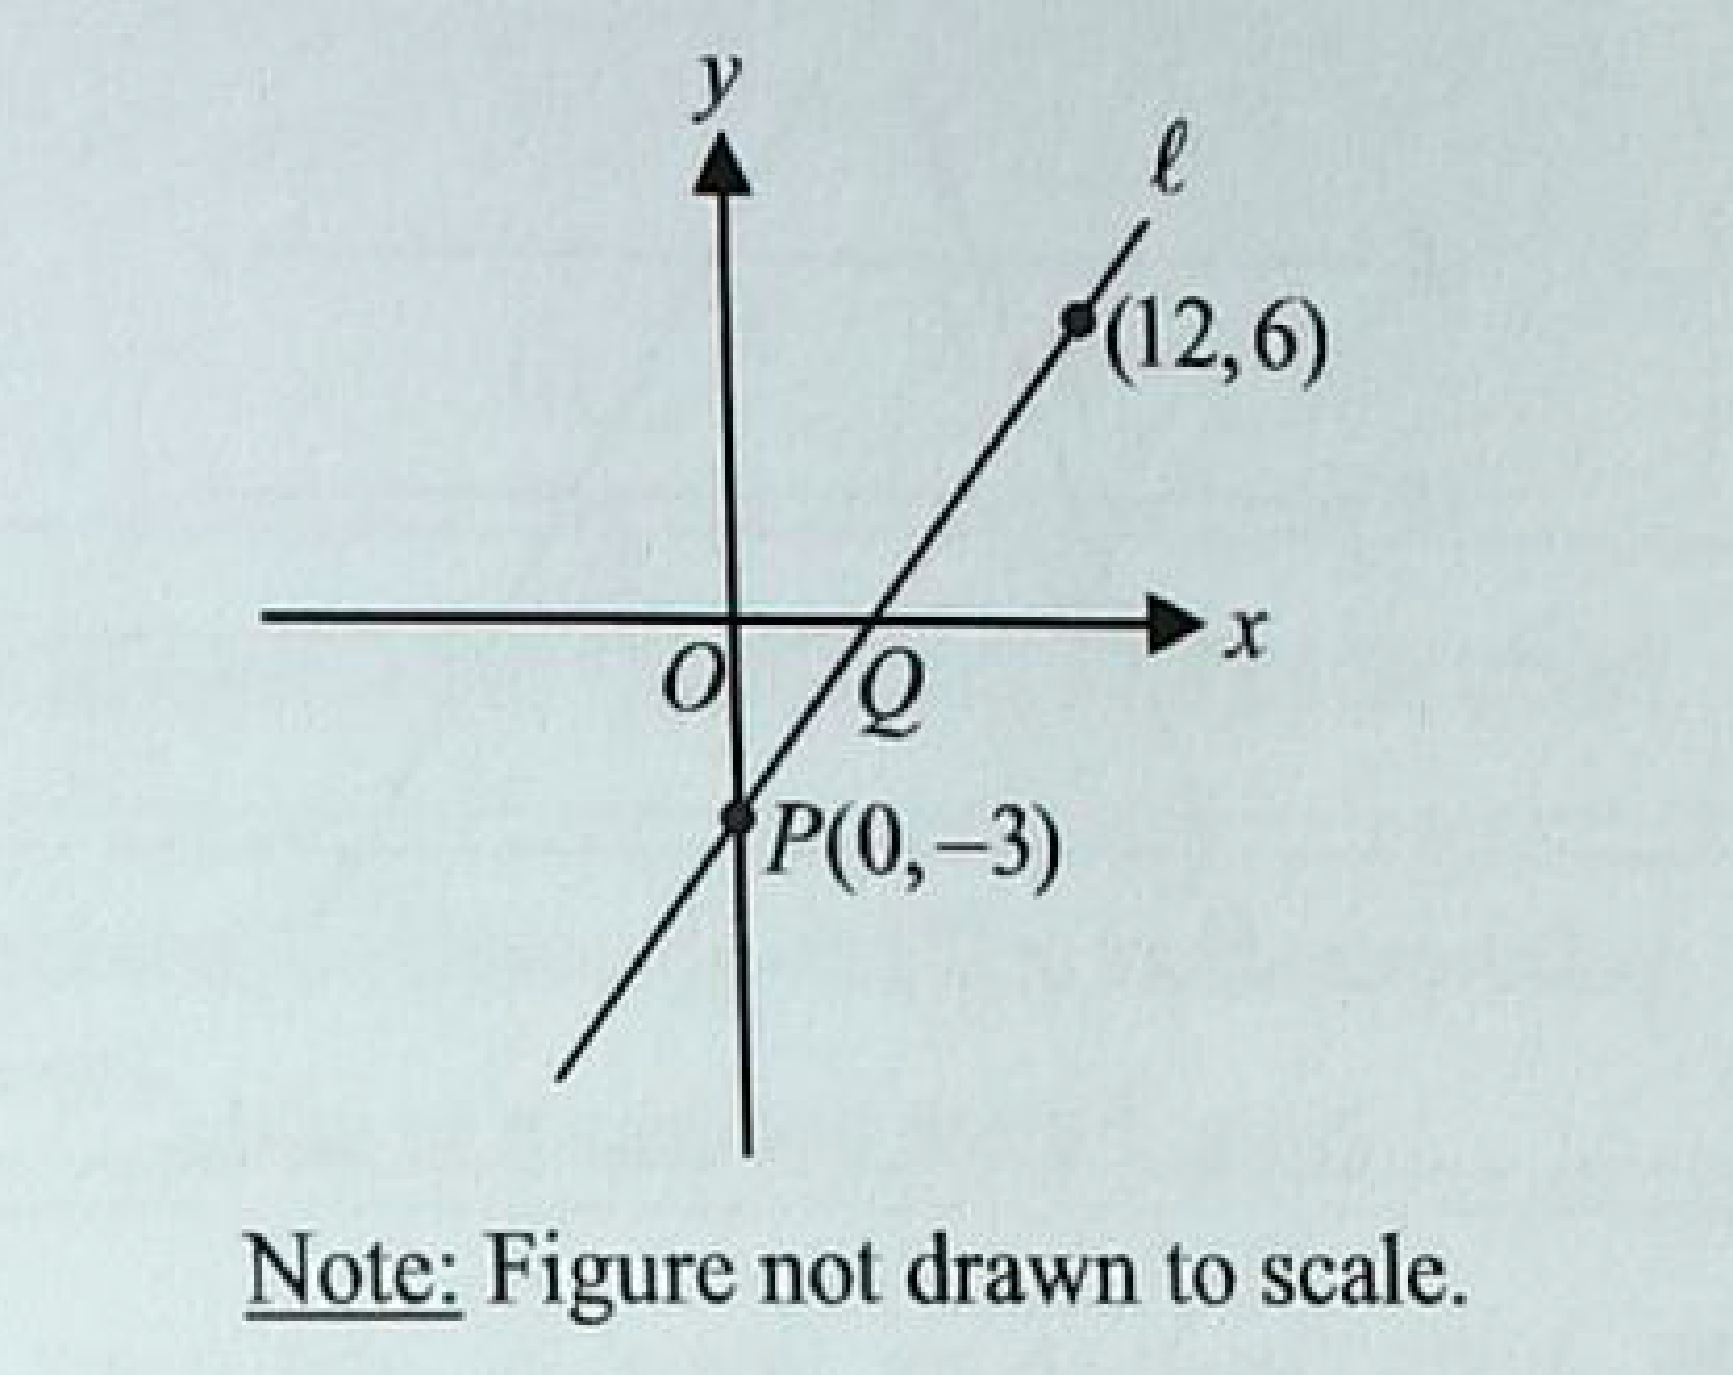 y
ℓ
(12, 6)
x
O
Q
P(0, −3)
Note: Figure not drawn to scale.